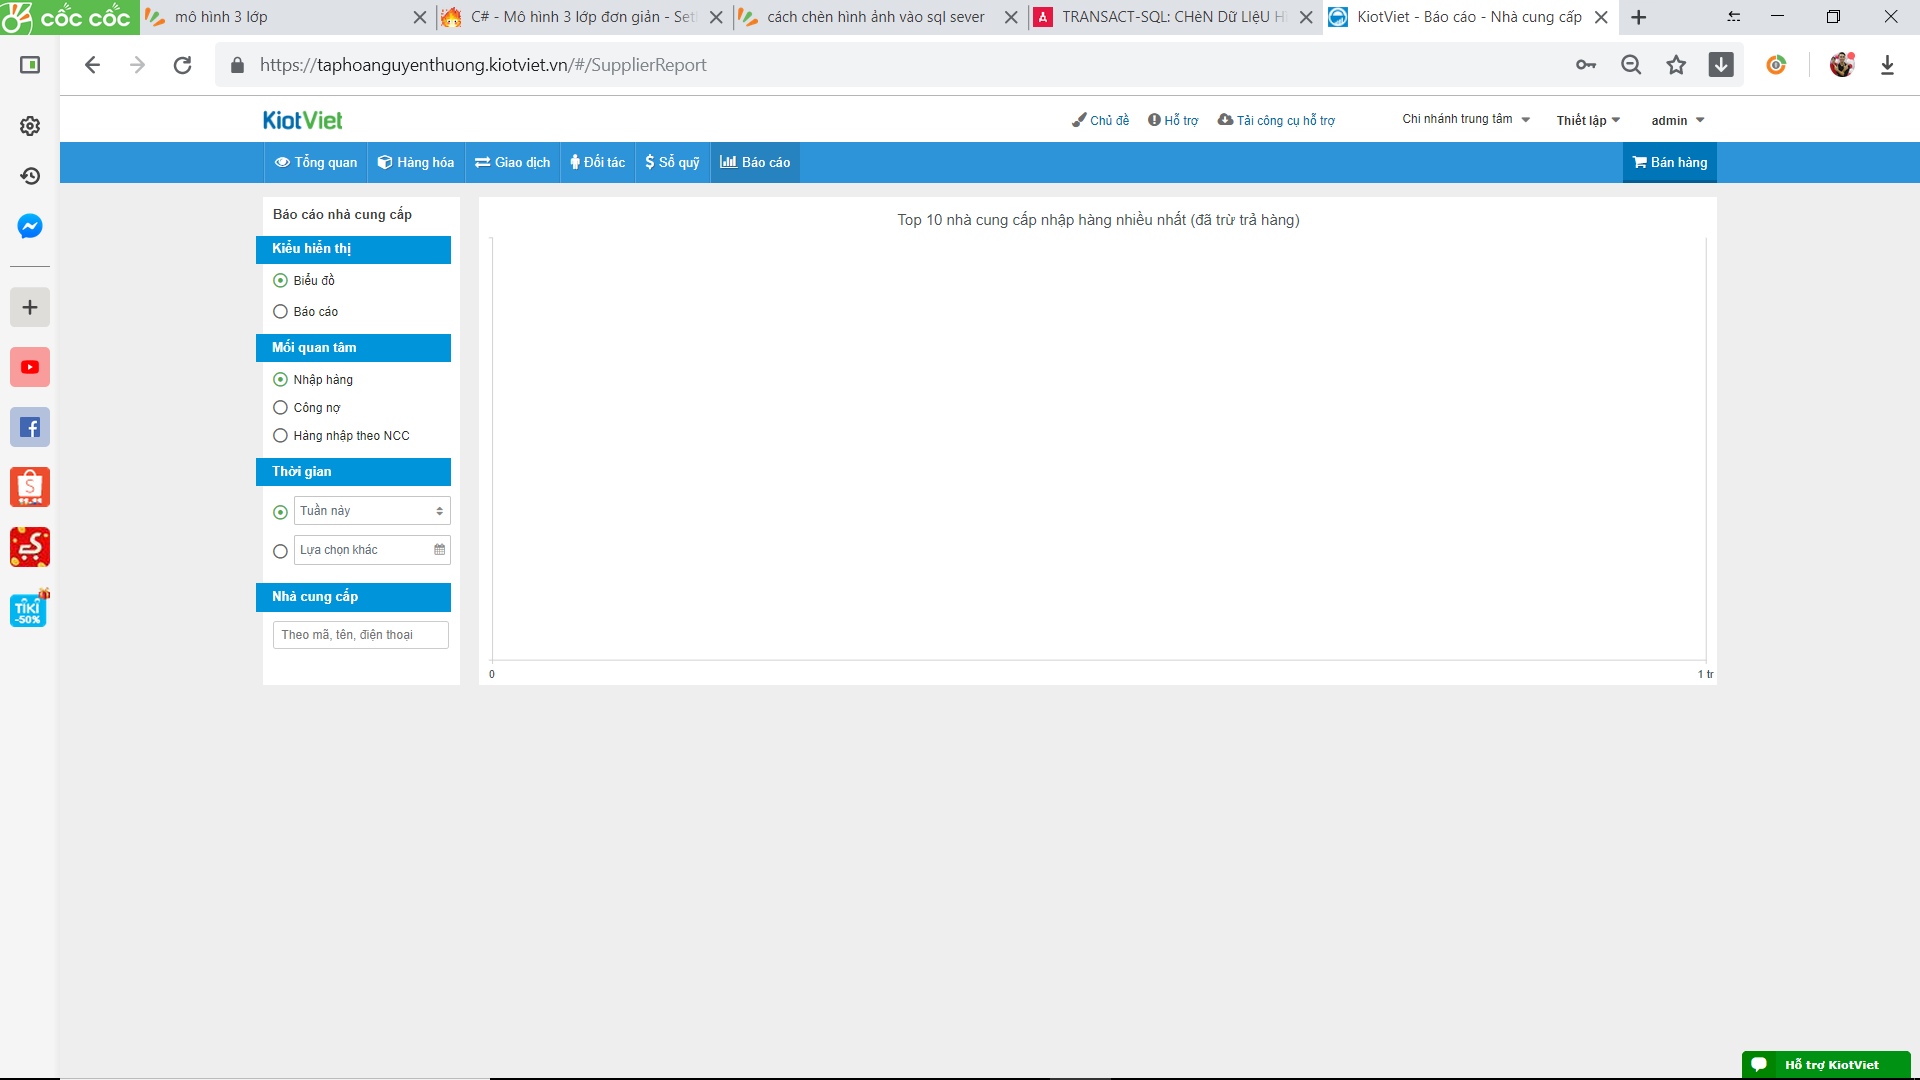 cốc cốc
mô hình 3 lớp
C# - Mô hình 3 lớp đơn giản - Set
cách chèn hình ảnh vào sql sever
TRANSACT-SQL: CHèN Dữ LIệU H
KiotViet - Báo cáo - Nhà cung cấp
https://taphoanguyenthuong.kiotviet.vn/#/SupplierReport
KiotViet
Chủ đề
Hỗ trợ
Tải công cụ hỗ trợ
Chi nhánh trung tâm
Thiết lập
admin
Tổng quan
Hàng hóa
Giao dịch
Đối tác
Sổ quỹ
Báo cáo
Bán hàng
Báo cáo nhà cung cấp
Kiểu hiển thị
Biểu đồ
Báo cáo
Mối quan tâm
Nhập hàng
Công nợ
Hàng nhập theo NCC
Thời gian
Tuần này
Lựa chọn khác
Nhà cung cấp
Theo mã, tên, điện thoại
Top 10 nhà cung cấp nhập hàng nhiều nhất (đã trừ trả hàng)
0
1 tr
TIKI
-50%
Hỗ trợ KiotViet